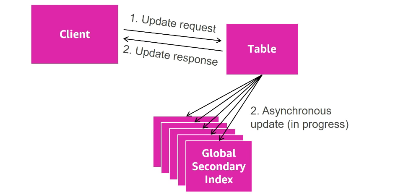 Client
1. Update request
2. Update response
Table
2. Asynchronous
update (in progress)
Global
Secondary
Index